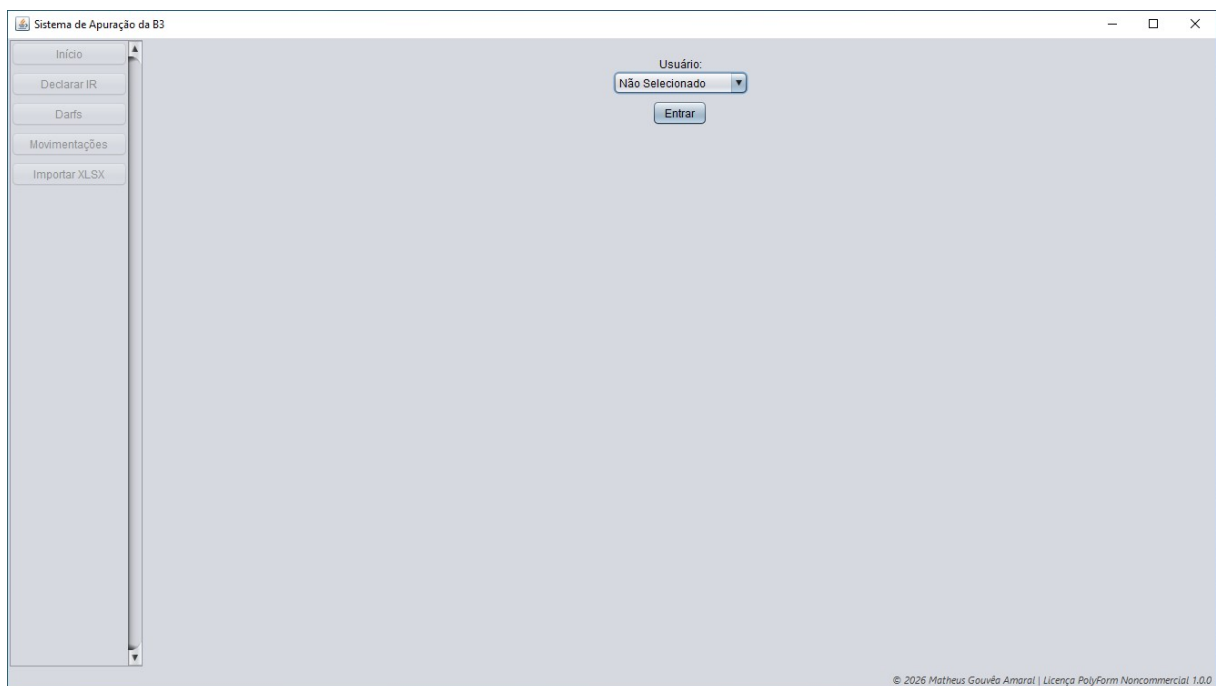 Sistema de Apuração da B3
Início
Declarar IR
Darfs
Movimentações
Importar XLSX
Usuário:
Não Selecionado
Entrar
© 2026 Matheus Gouvêa Amaral | Licença PolyForm Noncommercial 1.0.0